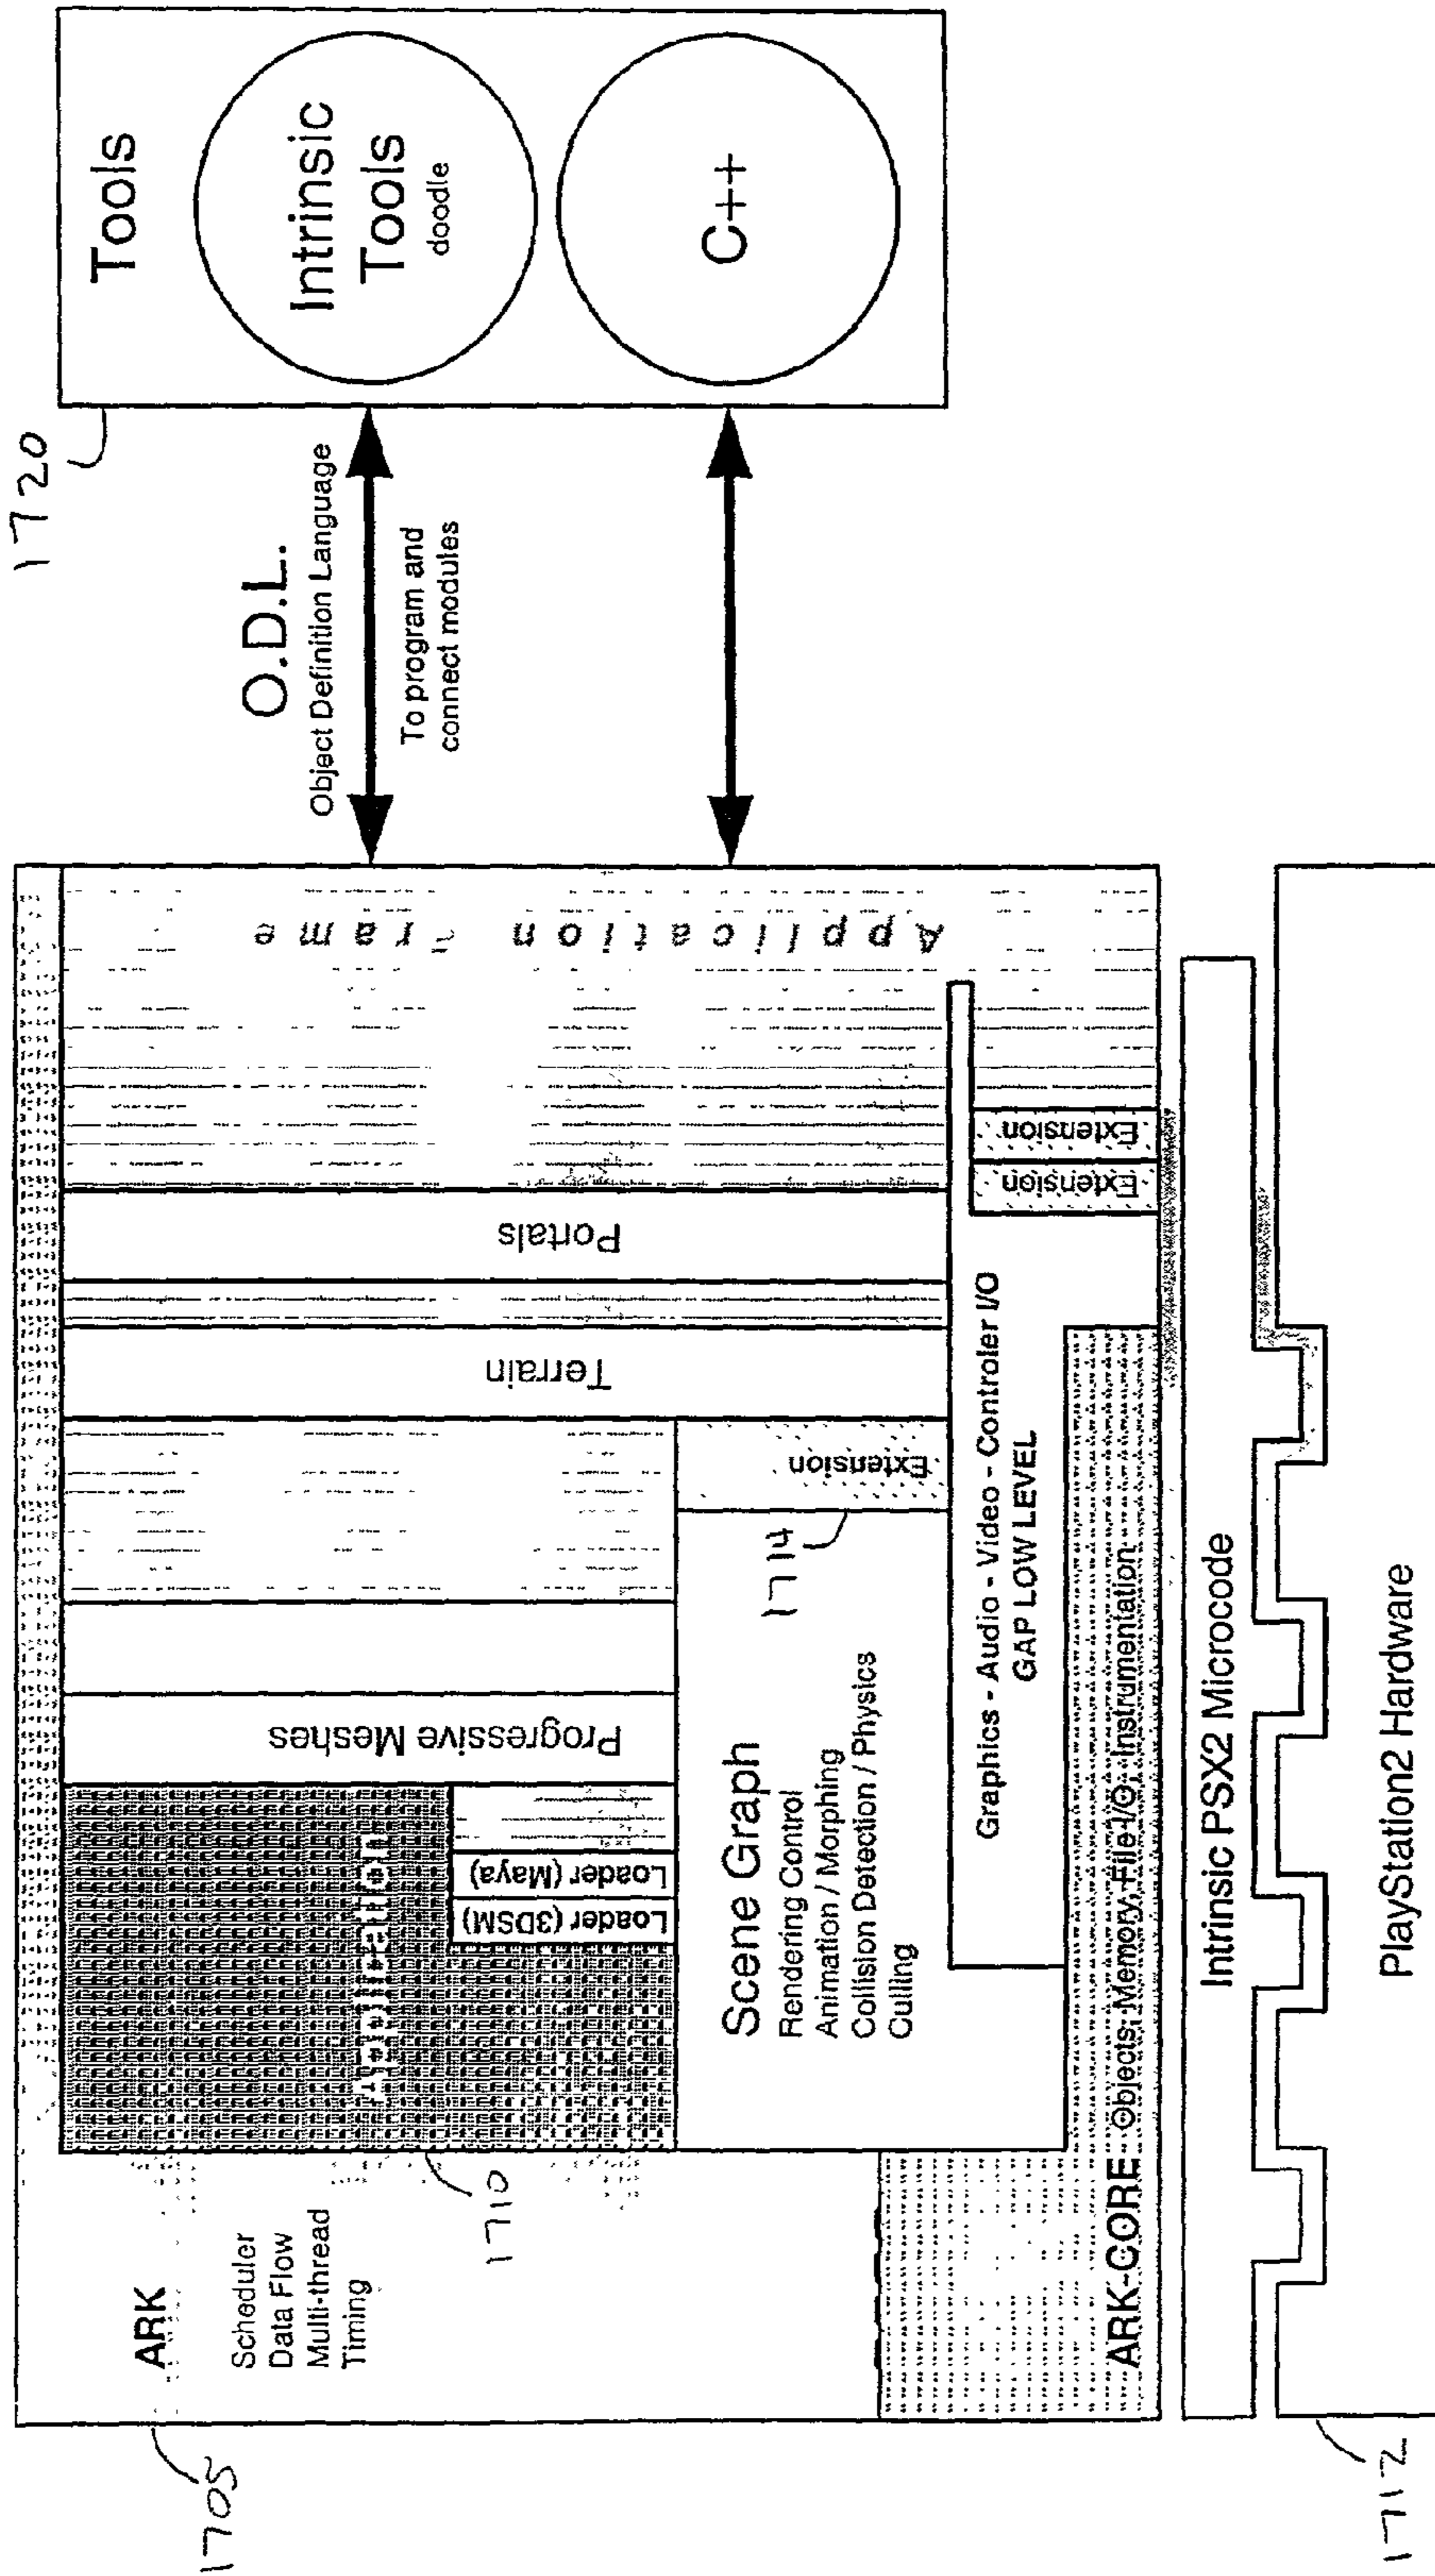 1720
Tools
Intrinsic
Tools
doodle
C++
O.D.L.
Object Definition Language
To program and
connect modules
1705
ARK
Scheduler
Data Flow
Multi-thread
Timing
1710
Application
Loader (3DSM)
Loader (Maya)
Progressive Meshes
Terrain
Portals
Application
Scene Graph
Rendering Control
Animation / Morphing
Collision Detection / Physics
Culling
1714
Extension
Graphics - Audio - Video - Controler I/O
GAP LOW LEVEL
Extension
Extension
ARK-CORE Objects, Memory, File I/O, Instrumentation
Intrinsic PSX2 Microcode
PlayStation2 Hardware
1712